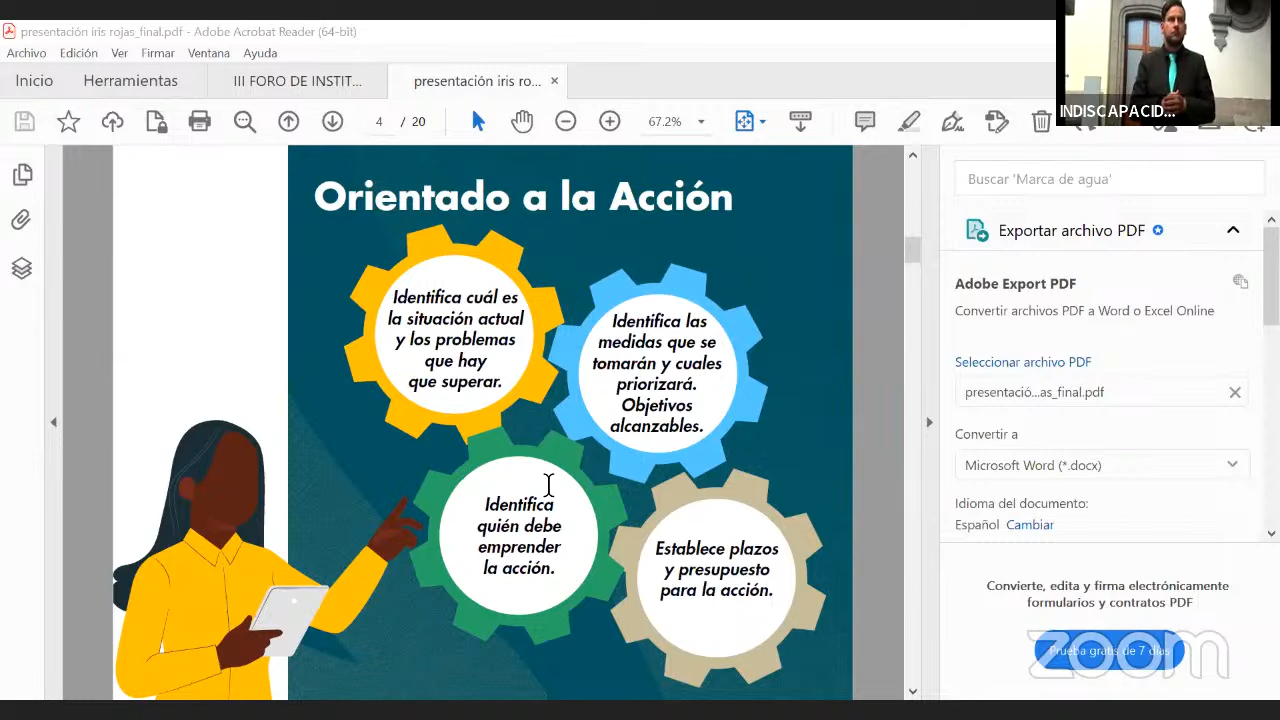 presentación iris rojas_final.pdf - Adobe Acrobat Reader (64-bit)
Archivo Edición Ver Firmar Ventana Ayuda
Inicio Herramientas III FORO DE INSTIT... presentación iris ro... ×
4 / 20 67.2%
INDISCAPACID...
Orientado a la Acción
Identifica cuál es
la situación actual
y los problemas
que hay
que superar.
Identifica las
medidas que se
tomarán y cuales
priorizará.
Objetivos
alcanzables.
Identifica
quién debe
emprender
la acción.
Establece plazos
y presupuesto
para la acción.
Buscar 'Marca de agua'
Exportar archivo PDF
Adobe Export PDF
Convertir archivos PDF a Word o Excel Online
Seleccionar archivo PDF
presentació...as_final.pdf
Convertir a
Microsoft Word (*.docx)
Idioma del documento:
Español Cambiar
Convierte, edita y firma electrónicamente
formularios y contratos PDF
Prueba gratis de 7 días
zoom